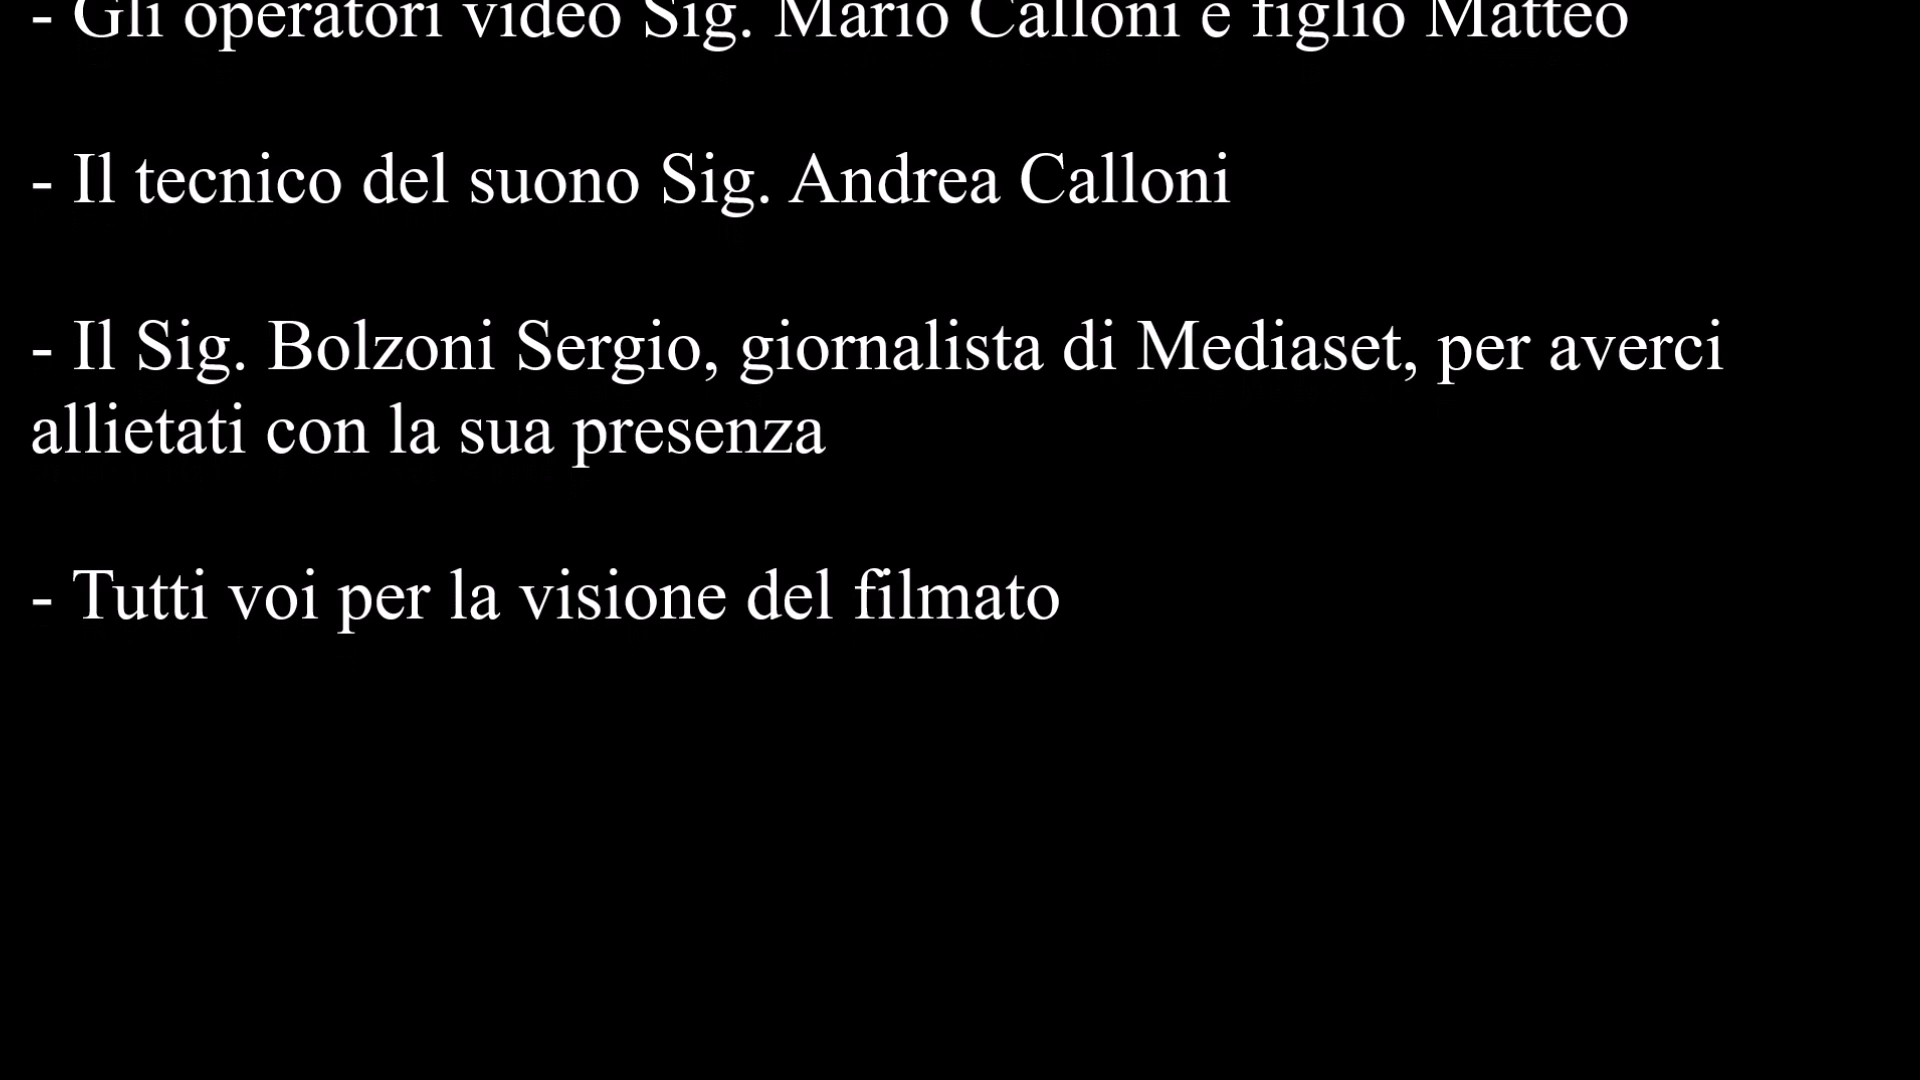 - Gli operatori video Sig. Mario Calloni e figlio Matteo
- Il tecnico del suono Sig. Andrea Calloni
- Il Sig. Bolzoni Sergio, giornalista di Mediaset, per averci
allietati con la sua presenza
- Tutti voi per la visione del filmato